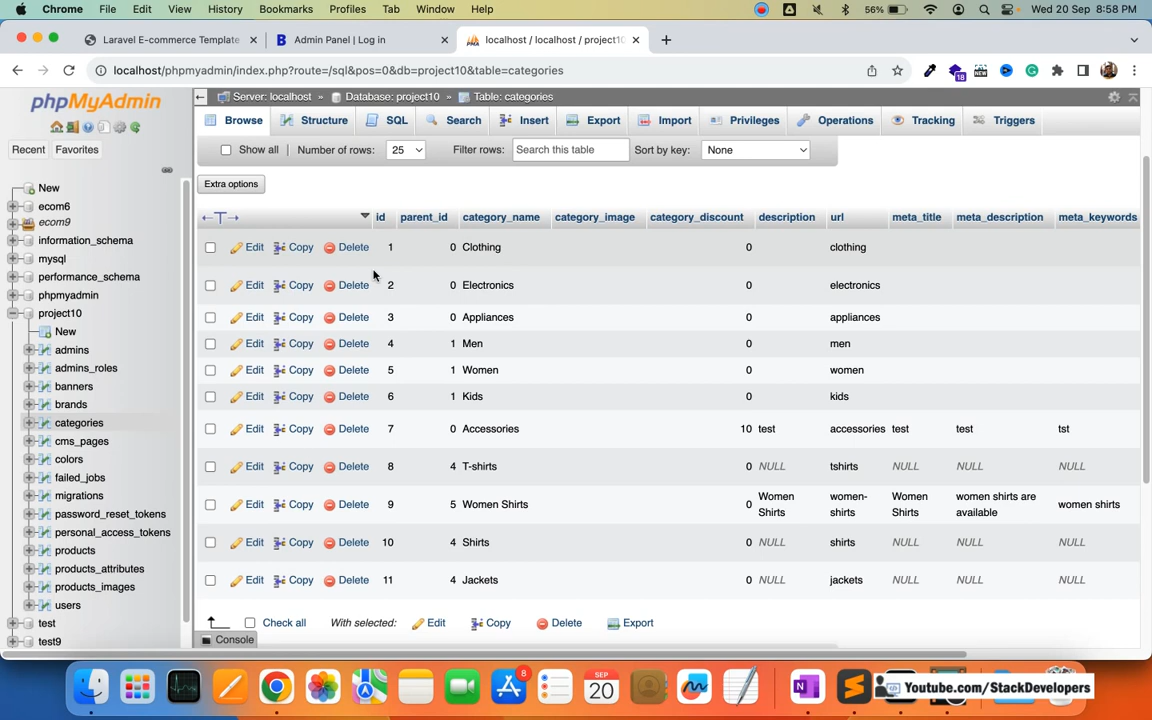 Chrome File Edit View History Bookmarks Profiles Tab Window Help 56% Wed 20 Sep 8:58 PM
Laravel E-commerce Template Admin Panel | Log in localhost / localhost / project10
localhost/phpmyadmin/index.php?route=/sql&pos=0&db=project10&table=categories
phpMyAdmin
Recent Favorites
New
ecom6
ecom9
information_schema
mysql
performance_schema
phpmyadmin
project10
New
admins
admins_roles
banners
brands
categories
cms_pages
colors
failed_jobs
migrations
password_reset_tokens
personal_access_tokens
products
products_attributes
products_images
users
test
test9
Server: localhost » Database: project10 » Table: categories
Browse Structure SQL Search Insert Export Import Privileges Operations Tracking Triggers
Show all | Number of rows: 25 Filter rows: Search this table Sort by key: None
Extra options
id parent_id category_name category_image category_discount description url meta_title meta_description meta_keywords
Edit Copy Delete 1 0 Clothing 0 clothing
Edit Copy Delete 2 0 Electronics 0 electronics
Edit Copy Delete 3 0 Appliances 0 appliances
Edit Copy Delete 4 1 Men 0 men
Edit Copy Delete 5 1 Women 0 women
Edit Copy Delete 6 1 Kids 0 kids
Edit Copy Delete 7 0 Accessories 10 test accessories test test tst
Edit Copy Delete 8 4 T-shirts 0 NULL tshirts NULL NULL NULL
Edit Copy Delete 9 5 Women Shirts 0 Women Shirts women-shirts Women Shirts women shirts are available women shirts
Edit Copy Delete 10 4 Shirts 0 NULL shirts NULL NULL NULL
Edit Copy Delete 11 4 Jackets 0 NULL jackets NULL NULL NULL
Check all With selected: Edit Copy Delete Export
Console
18
8
SEP
20
Youtube.com/StackDevelopers